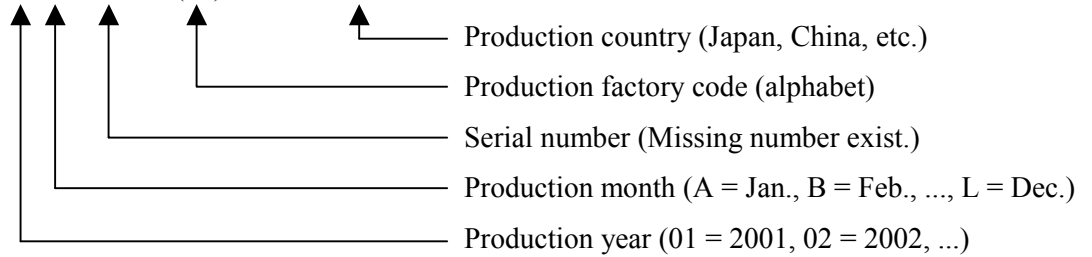 Production country (Japan, China, etc.)
Production factory code (alphabet)
Serial number (Missing number exist.)
Production month (A = Jan., B = Feb., ..., L = Dec.)
Production year (01 = 2001, 02 = 2002, ...)